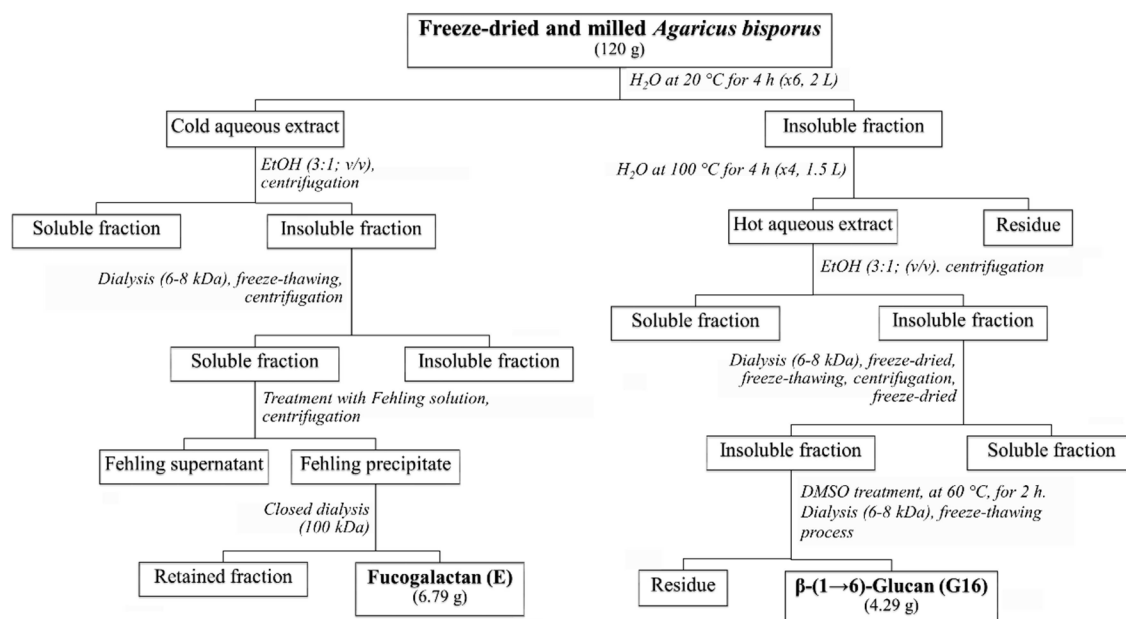 Freeze-dried and milled Agaricus bisporus
(120 g)
H₂O at 20 °C for 4 h (x6, 2 L)
Cold aqueous extract
Insoluble fraction
EtOH (3:1; v/v),
centrifugation
H₂O at 100 °C for 4 h (x4, 1.5 L)
Soluble fraction
Insoluble fraction
Hot aqueous extract
Residue
Dialysis (6-8 kDa), freeze-thawing,
centrifugation
EtOH (3:1; (v/v). centrifugation
Soluble fraction
Insoluble fraction
Soluble fraction
Insoluble fraction
Treatment with Fehling solution,
centrifugation
Dialysis (6-8 kDa), freeze-dried,
freeze-thawing, centrifugation,
freeze-dried
Fehling supernatant
Fehling precipitate
Insoluble fraction
Soluble fraction
Closed dialysis
(100 kDa)
DMSO treatment, at 60 °C, for 2 h.
Dialysis (6-8 kDa), freeze-thawing
process
Retained fraction
Fucogalactan (E)
(6.79 g)
Residue
β-(1→6)-Glucan (G16)
(4.29 g)